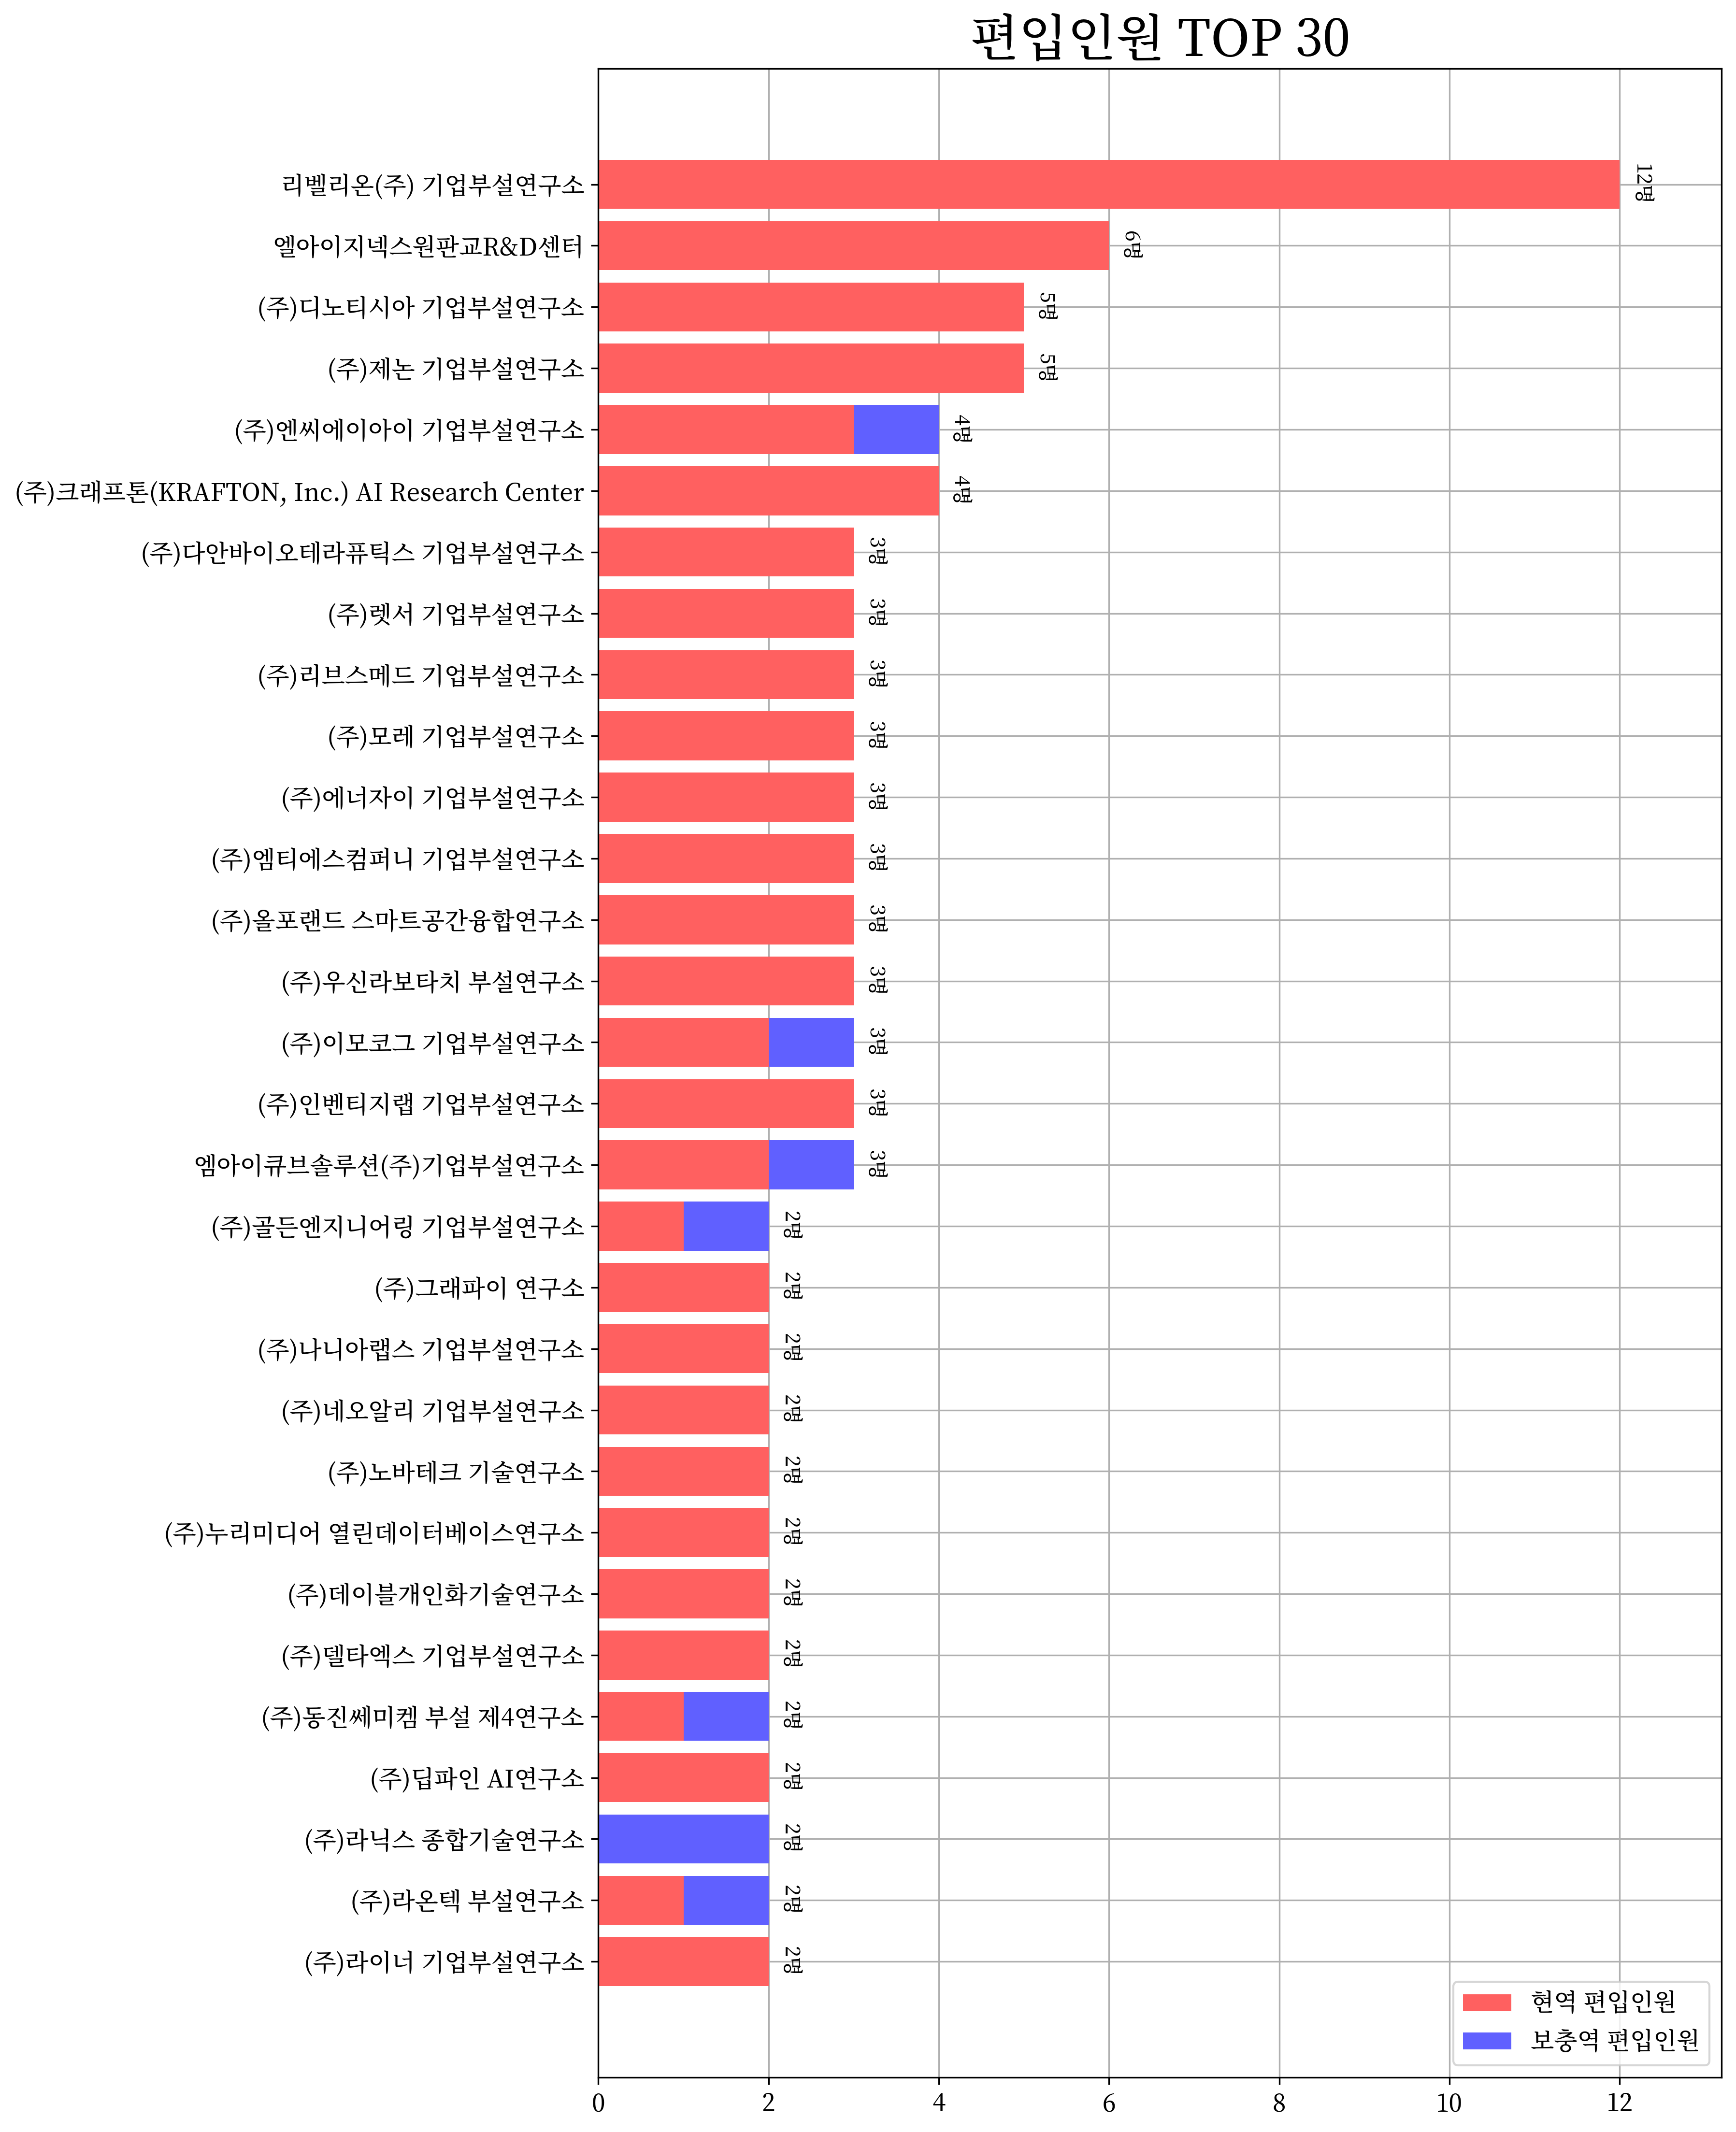 편입인원 TOP 30
리벨리온(주) 기업부설연구소
12명
엘아이지넥스원판교R&D센터
6명
(주)디노티시아 기업부설연구소
5명
(주)제논 기업부설연구소
5명
(주)엔씨에이아이 기업부설연구소
4명
(주)크래프톤(KRAFTON, Inc.) AI Research Center
4명
(주)다안바이오테라퓨틱스 기업부설연구소
3명
(주)렛서 기업부설연구소
3명
(주)리브스메드 기업부설연구소
3명
(주)모레 기업부설연구소
3명
(주)에너자이 기업부설연구소
3명
(주)엠티에스컴퍼니 기업부설연구소
3명
(주)올포랜드 스마트공간융합연구소
3명
(주)우신라보타치 부설연구소
3명
(주)이모코그 기업부설연구소
3명
(주)인벤티지랩 기업부설연구소
3명
엠아이큐브솔루션(주)기업부설연구소
3명
(주)골든엔지니어링 기업부설연구소
2명
(주)그래파이 연구소
2명
(주)나니아랩스 기업부설연구소
2명
(주)네오알리 기업부설연구소
2명
(주)노바테크 기술연구소
2명
(주)누리미디어 열린데이터베이스연구소
2명
(주)데이블개인화기술연구소
2명
(주)델타엑스 기업부설연구소
2명
(주)동진쎄미켐 부설 제4연구소
2명
(주)딥파인 AI연구소
2명
(주)라닉스 종합기술연구소
2명
(주)라온텍 부설연구소
2명
(주)라이너 기업부설연구소
2명
현역 편입인원
보충역 편입인원
0 2 4 6 8 10 12